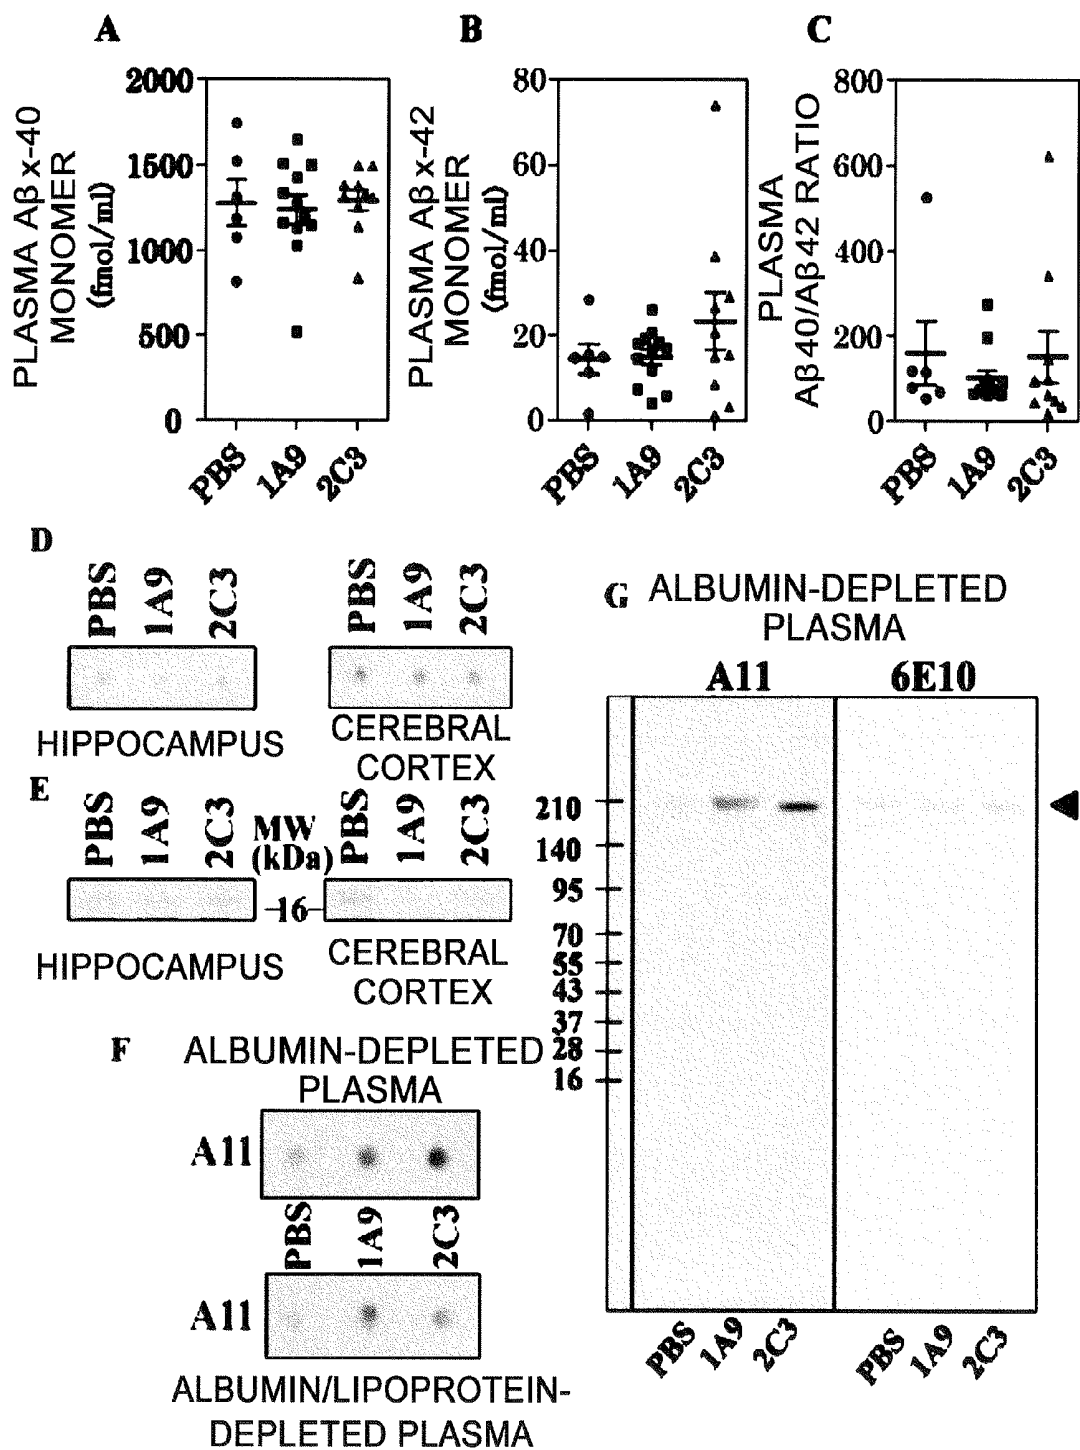 A
PLASMA Aβ x-40
MONOMER
(fmol/ml)
2000
1500
1000
500
0
PBS
1A9
2C3
B
PLASMA Aβ x-42
MONOMER
(fmol/ml)
80
60
40
20
0
PBS
1A9
2C3
C
PLASMA
Aβ 40/Aβ 42 RATIO
800
600
400
200
0
PBS
1A9
2C3
D
PBS 1A9 2C3
HIPPOCAMPUS
PBS 1A9 2C3
CEREBRAL
CORTEX
E
PBS 1A9 2C3
HIPPOCAMPUS
MW
(kDa)
-16-
PBS 1A9 2C3
CEREBRAL
CORTEX
F
ALBUMIN-DEPLETED
PLASMA
A11
PBS 1A9 2C3
A11
ALBUMIN/LIPOPROTEIN-
DEPLETED PLASMA
G
ALBUMIN-DEPLETED
PLASMA
A11 6E10
210
140
95
70
55
43
37
28
16
PBS 1A9 2C3 PBS 1A9 2C3